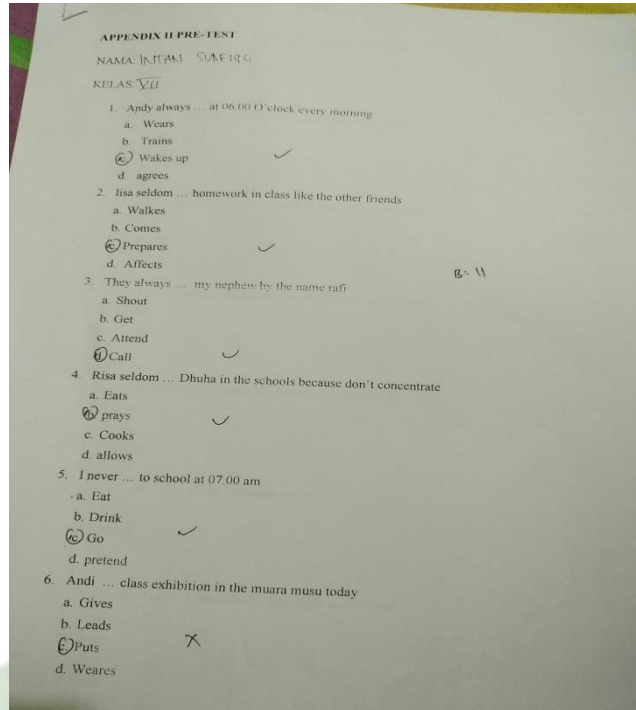 APPENDIX II PRE-TEST
NAMA: INTAN
KELAS: VII
1. Andy always ... at 06.00 O'clock every morning
a. Wears
b. Trains
c. Wakes up
d. agrees
2. lisa seldom ... homework in class like the other friends
a. Walkes
b. Comes
c. Prepares
d. Affects
B: 11
3. They always ... my nephew by the name rafi
a. Shout
b. Get
c. Attend
d. Call
4. Risa seldom ... Dhuha in the schools because don't concentrate
a. Eats
b. prays
c. Cooks
d. allows
5. I never ... to school at 07.00 am
a. Eat
b. Drink
c. Go
d. pretend
6. Andi ... class exhibition in the muara musu today
a. Gives
b. Leads
c. Puts
d. Weares